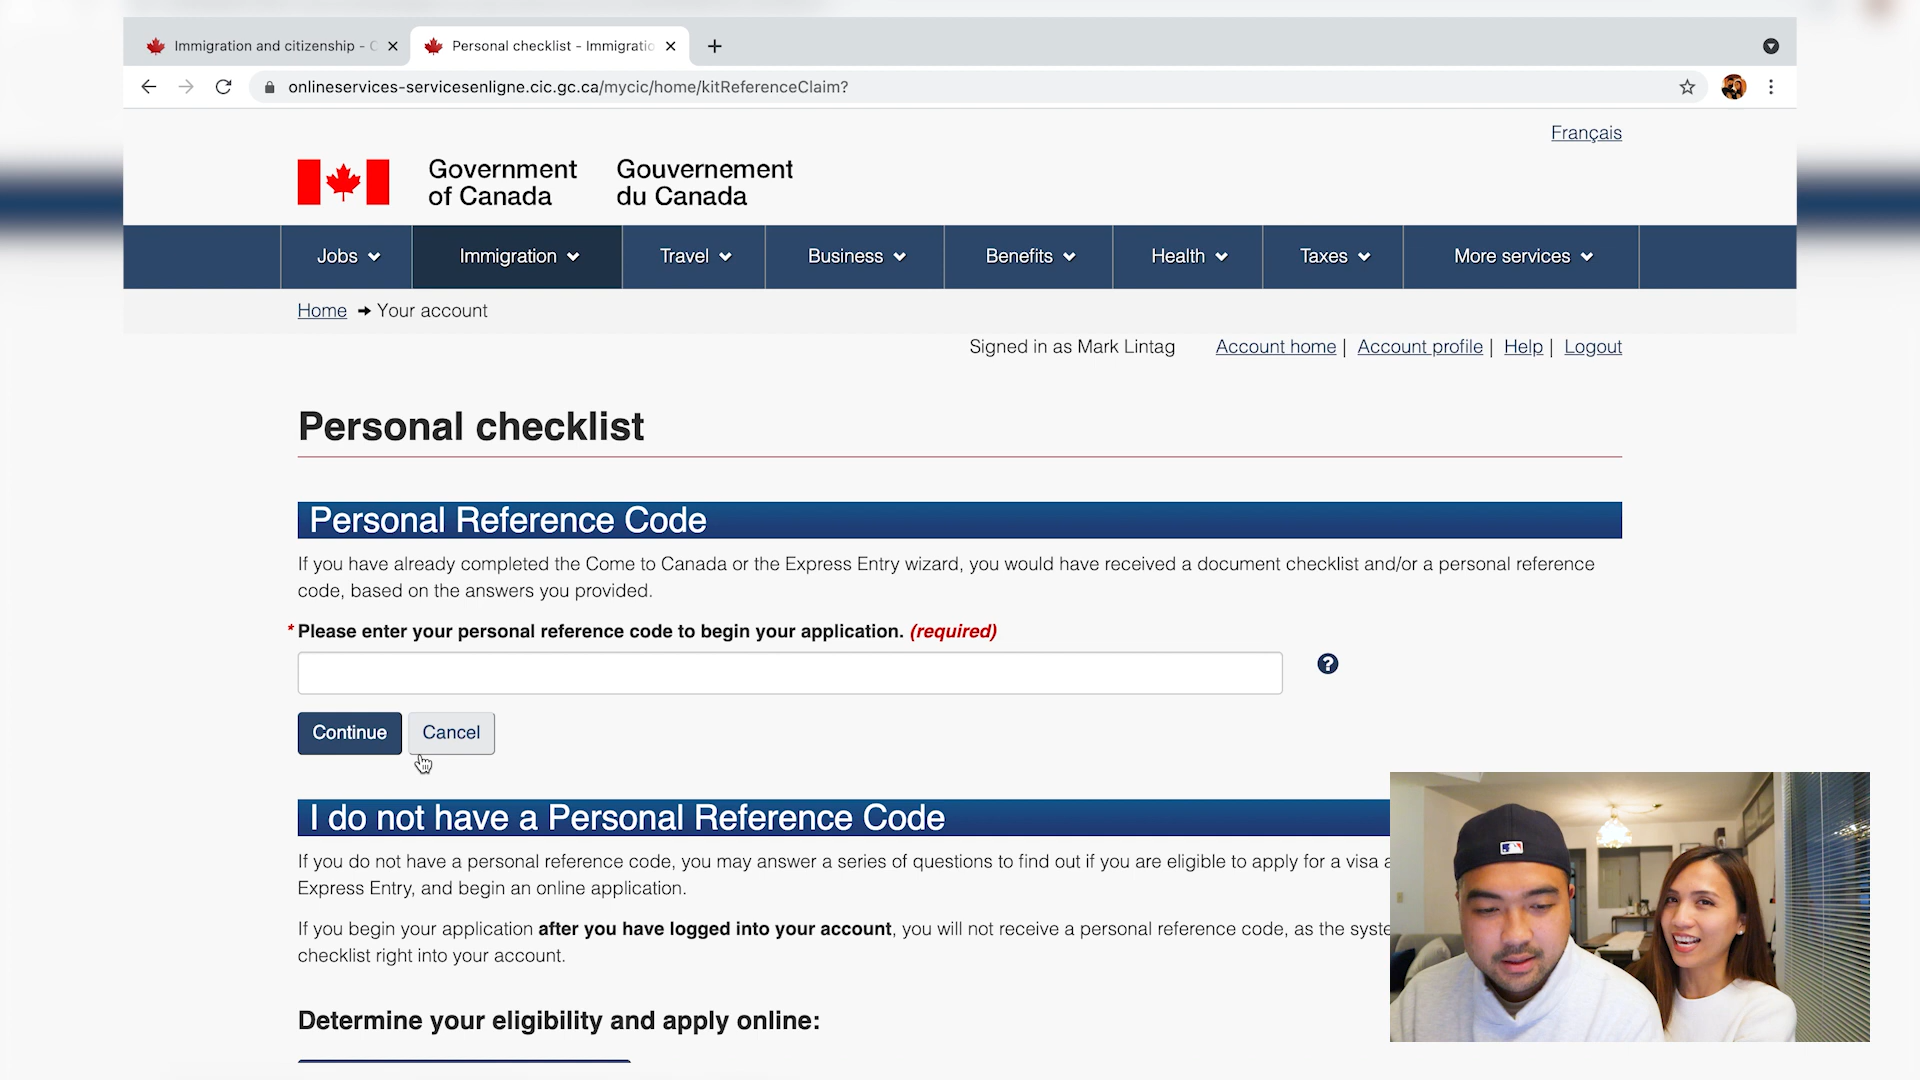 Immigration and citizenship - C
Personal checklist - Immigratio
onlineservices-servicesenligne.cic.gc.ca/mycic/home/kitReferenceClaim?
Français
Government of Canada
Gouvernement du Canada
Jobs
Immigration
Travel
Business
Benefits
Health
Taxes
More services
Home
Your account
Signed in as Mark Lintag
Account home |
Account profile |
Help |
Logout
Personal checklist
Personal Reference Code
If you have already completed the Come to Canada or the Express Entry wizard, you would have received a document checklist and/or a personal reference
code, based on the answers you provided.
* Please enter your personal reference code to begin your application. (required)
Continue
Cancel
I do not have a Personal Reference Code
If you do not have a personal reference code, you may answer a series of questions to find out if you are eligible to apply for a visa a
Express Entry, and begin an online application.
If you begin your application after you have logged into your account, you will not receive a personal reference code, as the syste
checklist right into your account.
Determine your eligibility and apply online: